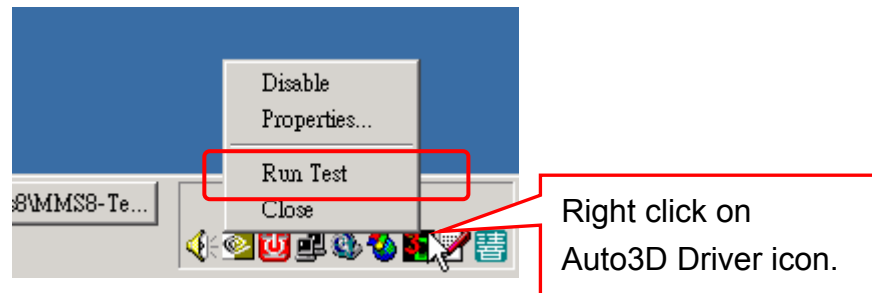 Disable
Properties...
Run Test
Close
s8\MMS8-Te...
Right click on
Auto3D Driver icon.